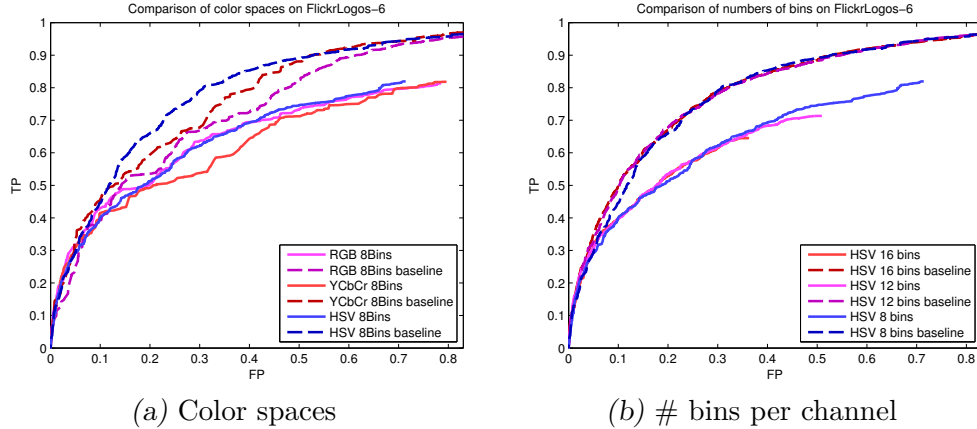 Comparison of color spaces on FlickrLogos−6
1
0.9
0.8
0.7
0.6
0.5
0.4
0.3
0.2
0.1
0
TP
0 0.1 0.2 0.3 0.4 0.5 0.6 0.7 0.8
FP
RGB 8Bins
RGB 8Bins baseline
YCbCr 8Bins
YCbCr 8Bins baseline
HSV 8Bins
HSV 8Bins baseline
(a) Color spaces
Comparison of numbers of bins on FlickrLogos−6
1
0.9
0.8
0.7
0.6
0.5
0.4
0.3
0.2
0.1
0
TP
0 0.1 0.2 0.3 0.4 0.5 0.6 0.7 0.8
FP
HSV 16 bins
HSV 16 bins baseline
HSV 12 bins
HSV 12 bins baseline
HSV 8 bins
HSV 8 bins baseline
(b) # bins per channel